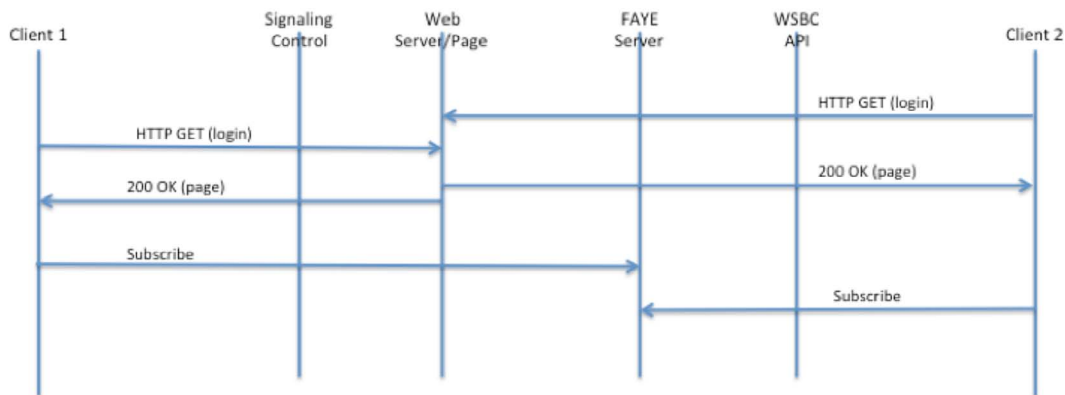 Client 1
Signaling
Control
Web
Server/Page
FAYE
Server
WSBC
API
Client 2
HTTP GET (login)
HTTP GET (login)
200 OK (page)
200 OK (page)
Subscribe
Subscribe